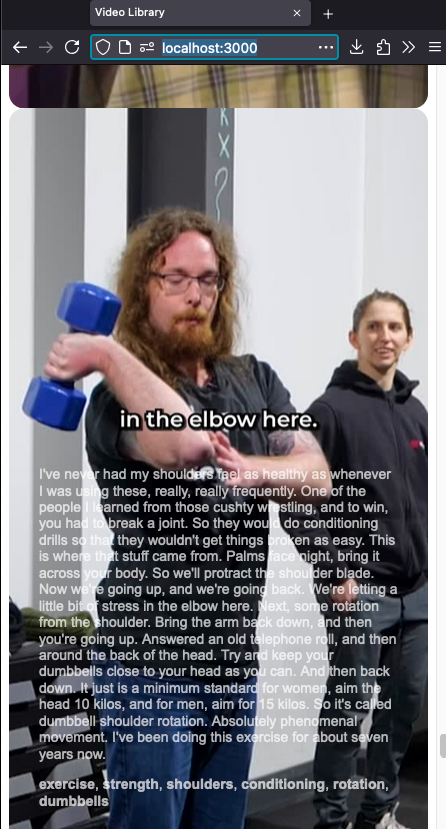 Video Library
localhost:3000
K
X
in the elbow here.
I've never had my shoulders feel as healthy as whenever
I was using these, really, really frequently. One of the
people I learned from those cushty wrestling, and to win,
you had to break a joint. So they would do conditioning
drills so that they wouldn't get things broken as easy. This
is where that stuff came from. Palms face night, bring it
across your body. So we'll protract the shoulder blade.
Now we're going up, and we're going back. We're letting a
little bit of stress in the elbow here. Next, some rotation
from the shoulder. Bring the arm back down, and then
you're going up. Answered an old telephone roll, and then
around the back of the head. Try and keep your
dumbbells close to your head as you can. And then back
down. It just is a minimum standard for women, aim the
head 10 kilos, and for men, aim for 15 kilos. So it's called
dumbbell shoulder rotation. Absolutely phenomenal
movement. I've been doing this exercise for about seven
years now.
exercise, strength, shoulders, conditioning, rotation,
dumbbells